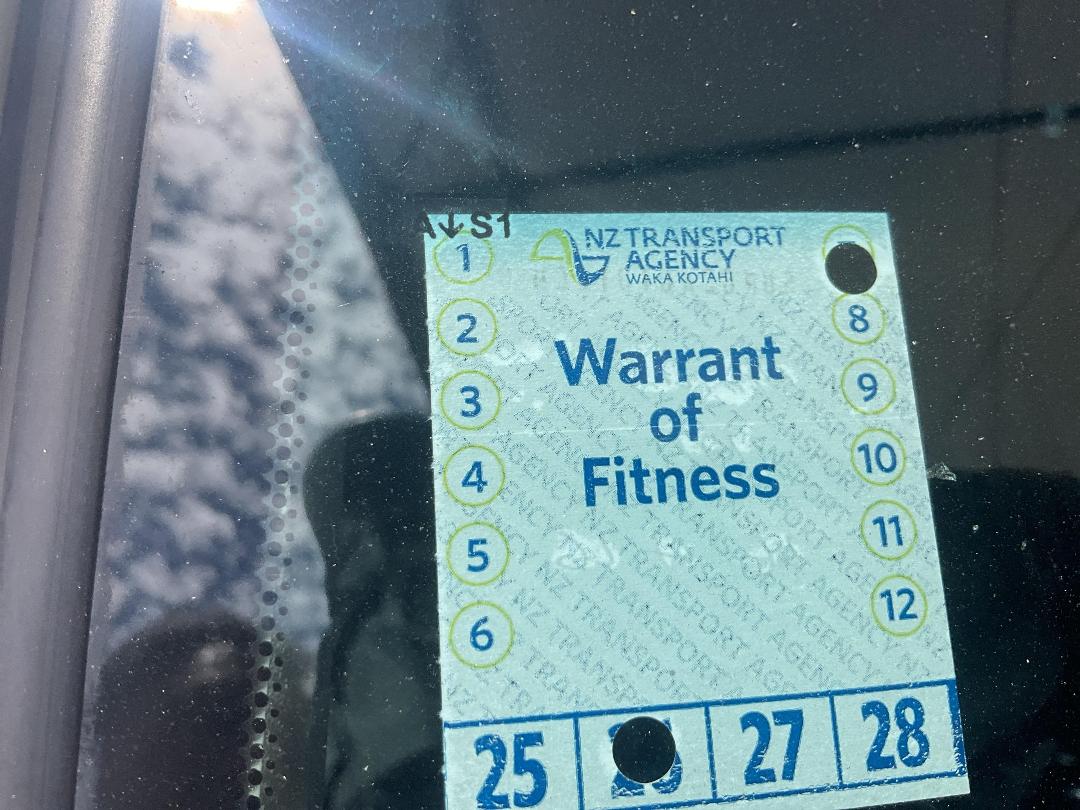 A↓S1
NZ TRANSPORT
AGENCY
WAKA KOTAHI
Warrant
of
Fitness
1
2
3
4
5
6
8
9
10
11
12
25
27
28